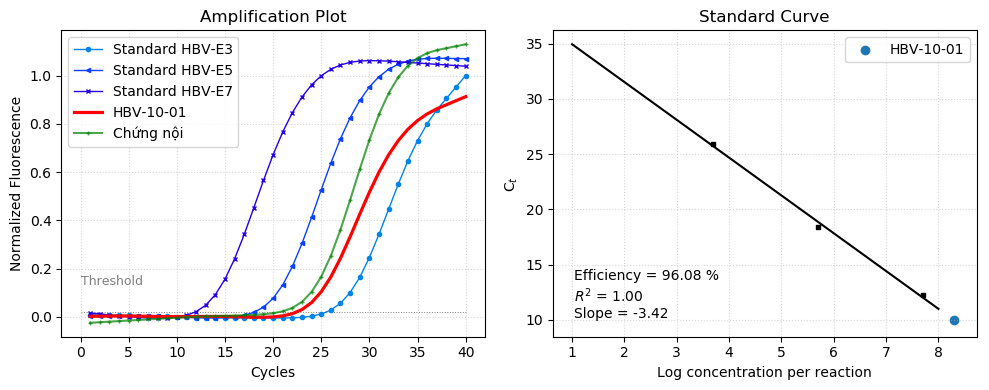 Amplification Plot
Standard HBV-E3
Standard HBV-E5
Standard HBV-E7
HBV-10-01
Chứng nội
Threshold
Normalized Fluorescence
0.0
0.2
0.4
0.6
0.8
1.0
0 5 10 15 20 25 30 35 40
Cycles
Standard Curve
HBV-10-01
Efficiency = 96.08 %
R² = 1.00
Slope = -3.42
Cₜ
35
30
25
20
15
10
1 2 3 4 5 6 7 8
Log concentration per reaction